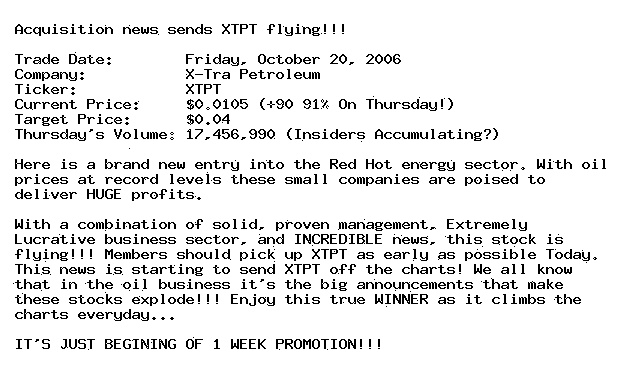 Acquisition news sends XTPT flying!!!
Trade Date: Friday, October 20, 2006
Company: X-Tra Petroleum
Ticker: XTPT
Current Price: $0.0105 (+90 91% On Thursday!)
Target Price: $0.04
Thursday's Volume: 17,456,990 (Insiders Accumulating?)
Here is a brand new entry into the Red Hot energy sector. With oil
prices at record levels these small companies are poised to
deliver HUGE profits.
With a combination of solid, proven management, Extremely
Lucrative business sector, and INCREDIBLE news, this stock is
flying!!! Members should pick up XTPT as early as possible Today.
This news is starting to send XTPT off the charts! We all know
that in the oil business it's the big announcements that make
these stocks explode!!! Enjoy this true WINNER as it climbs the
charts everyday...
IT'S JUST BEGINING OF 1 WEEK PROMOTION!!!